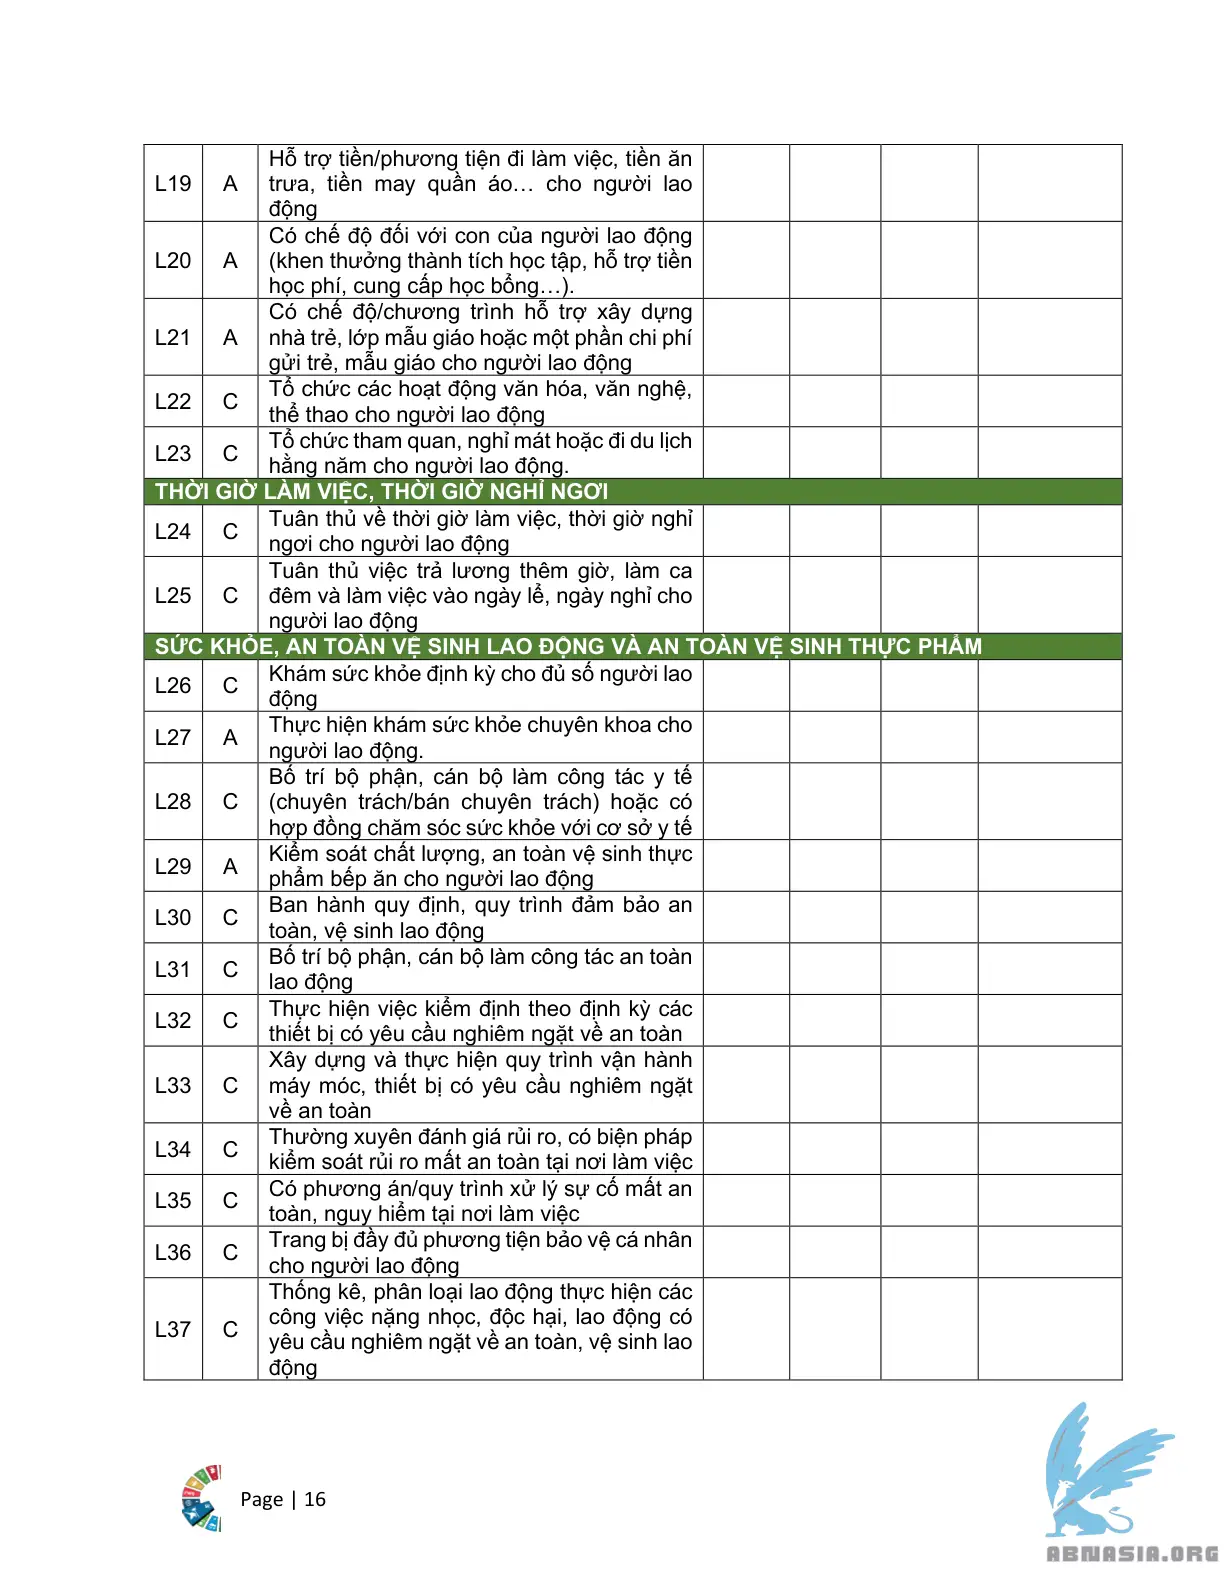 L19 A Hỗ trợ tiền/phương tiện đi làm việc, tiền ăn
trưa, tiền may quần áo… cho người lao
động
L20 A Có chế độ đối với con của người lao động
(khen thưởng thành tích học tập, hỗ trợ tiền
học phí, cung cấp học bổng…).
L21 A Có chế độ/chương trình hỗ trợ xây dựng
nhà trẻ, lớp mẫu giáo hoặc một phần chi phí
gửi trẻ, mẫu giáo cho người lao động
L22 C Tổ chức các hoạt động văn hóa, văn nghệ,
thể thao cho người lao động
L23 C Tổ chức tham quan, nghỉ mát hoặc đi du lịch
hằng năm cho người lao động.
THỜI GIỜ LÀM VIỆC, THỜI GIỜ NGHỈ NGƠI
L24 C Tuân thủ về thời giờ làm việc, thời giờ nghỉ
ngơi cho người lao động
L25 C Tuân thủ việc trả lương thêm giờ, làm ca
đêm và làm việc vào ngày lễ, ngày nghỉ cho
người lao động
SỨC KHỎE, AN TOÀN VỆ SINH LAO ĐỘNG VÀ AN TOÀN VỆ SINH THỰC PHẨM
L26 C Khám sức khỏe định kỳ cho đủ số người lao
động
L27 A Thực hiện khám sức khỏe chuyên khoa cho
người lao động.
L28 C Bố trí bộ phận, cán bộ làm công tác y tế
(chuyên trách/bán chuyên trách) hoặc có
hợp đồng chăm sóc sức khỏe với cơ sở y tế
L29 A Kiểm soát chất lượng, an toàn vệ sinh thực
phẩm bếp ăn cho người lao động
L30 C Ban hành quy định, quy trình đảm bảo an
toàn, vệ sinh lao động
L31 C Bố trí bộ phận, cán bộ làm công tác an toàn
lao động
L32 C Thực hiện việc kiểm định theo định kỳ các
thiết bị có yêu cầu nghiêm ngặt về an toàn
L33 C Xây dựng và thực hiện quy trình vận hành
máy móc, thiết bị có yêu cầu nghiêm ngặt
về an toàn
L34 C Thường xuyên đánh giá rủi ro, có biện pháp
kiểm soát rủi ro mất an toàn tại nơi làm việc
L35 C Có phương án/quy trình xử lý sự cố mất an
toàn, nguy hiểm tại nơi làm việc
L36 C Trang bị đầy đủ phương tiện bảo vệ cá nhân
cho người lao động
L37 C Thống kê, phân loại lao động thực hiện các
công việc nặng nhọc, độc hại, lao động có
yêu cầu nghiêm ngặt về an toàn, vệ sinh lao
động
Page | 16
ABNASIA.ORG